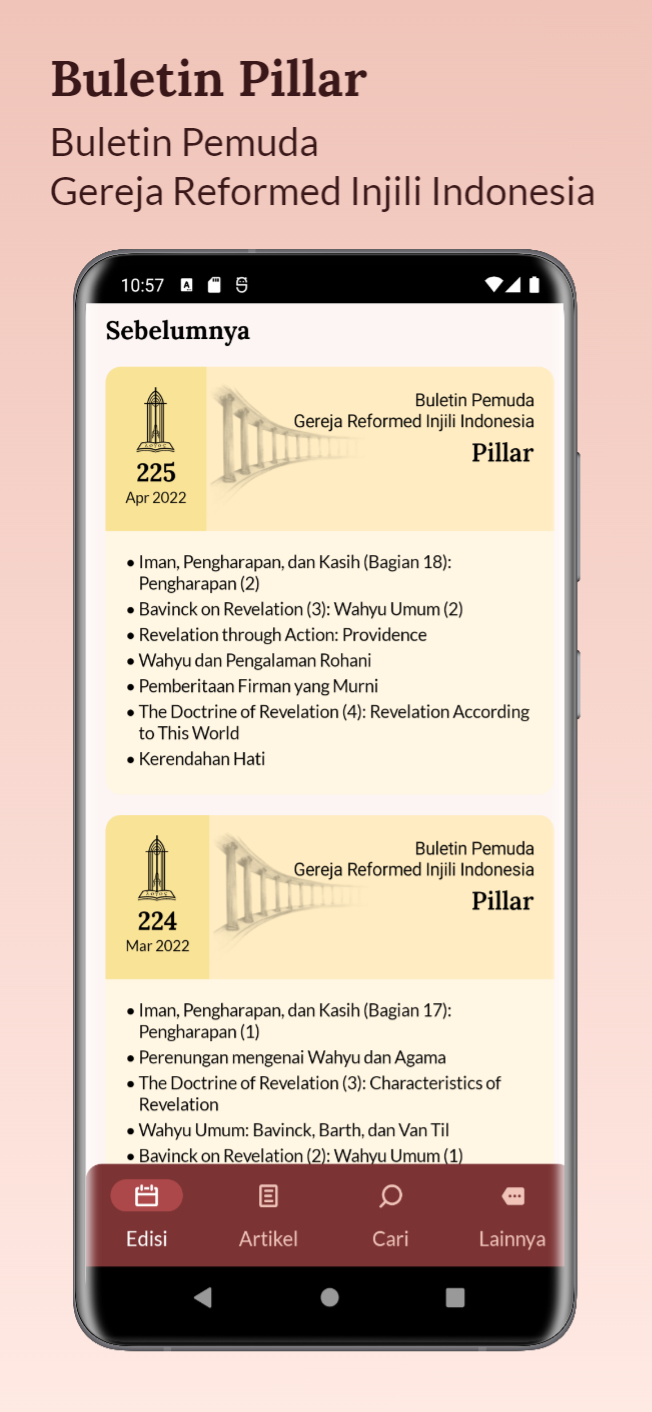 Buletin Pillar
Buletin Pemuda
Gereja Reformed Injili Indonesia
10:57
Sebelumnya
225
Apr 2022
Buletin Pemuda
Gereja Reformed Injili Indonesia
Pillar
• Iman, Pengharapan, dan Kasih (Bagian 18):
Pengharapan (2)
• Bavinck on Revelation (3): Wahyu Umum (2)
• Revelation through Action: Providence
• Wahyu dan Pengalaman Rohani
• Pemberitaan Firman yang Murni
• The Doctrine of Revelation (4): Revelation According
to This World
• Kerendahan Hati
224
Mar 2022
Buletin Pemuda
Gereja Reformed Injili Indonesia
Pillar
• Iman, Pengharapan, dan Kasih (Bagian 17):
Pengharapan (1)
• Perenungan mengenai Wahyu dan Agama
• The Doctrine of Revelation (3): Characteristics of
Revelation
• Wahyu Umum: Bavinck, Barth, dan Van Til
• Bavinck on Revelation (2): Wahyu Umum (1)
Edisi
Artikel
Cari
Lainnya